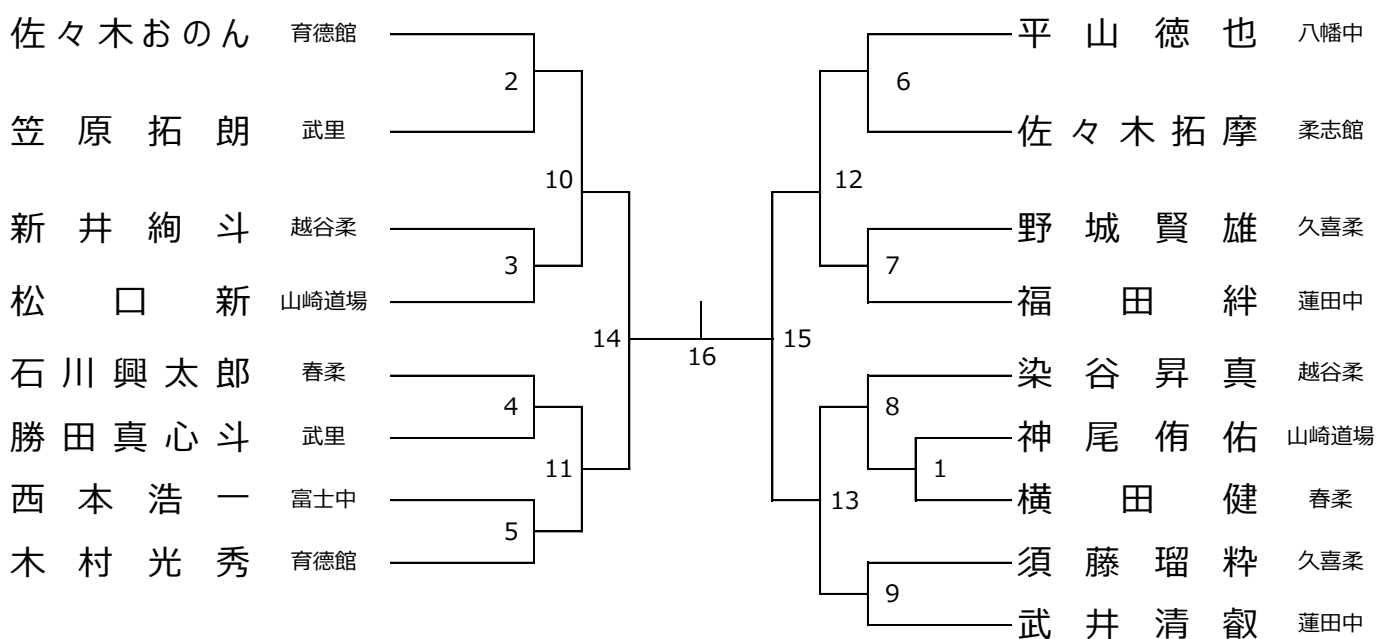 佐々木おのん 育德館
笠原拓朗 武里
新井絢斗 越谷柔
松口新 山崎道場
石川興太郎 春柔
勝田真心斗 武里
西本浩一 富士中
木村光秀 育德館
2
3
4
5
10
11
14
16
15
12
13
6
7
8
1
9
平山徳也 八幡中
佐々木拓摩 柔志館
野城賢雄 久喜柔
福田絆 蓮田中
染谷昇真 越谷柔
神尾侑佑 山崎道場
横田健 春柔
須藤瑠粋 久喜柔
武井清叡 蓮田中